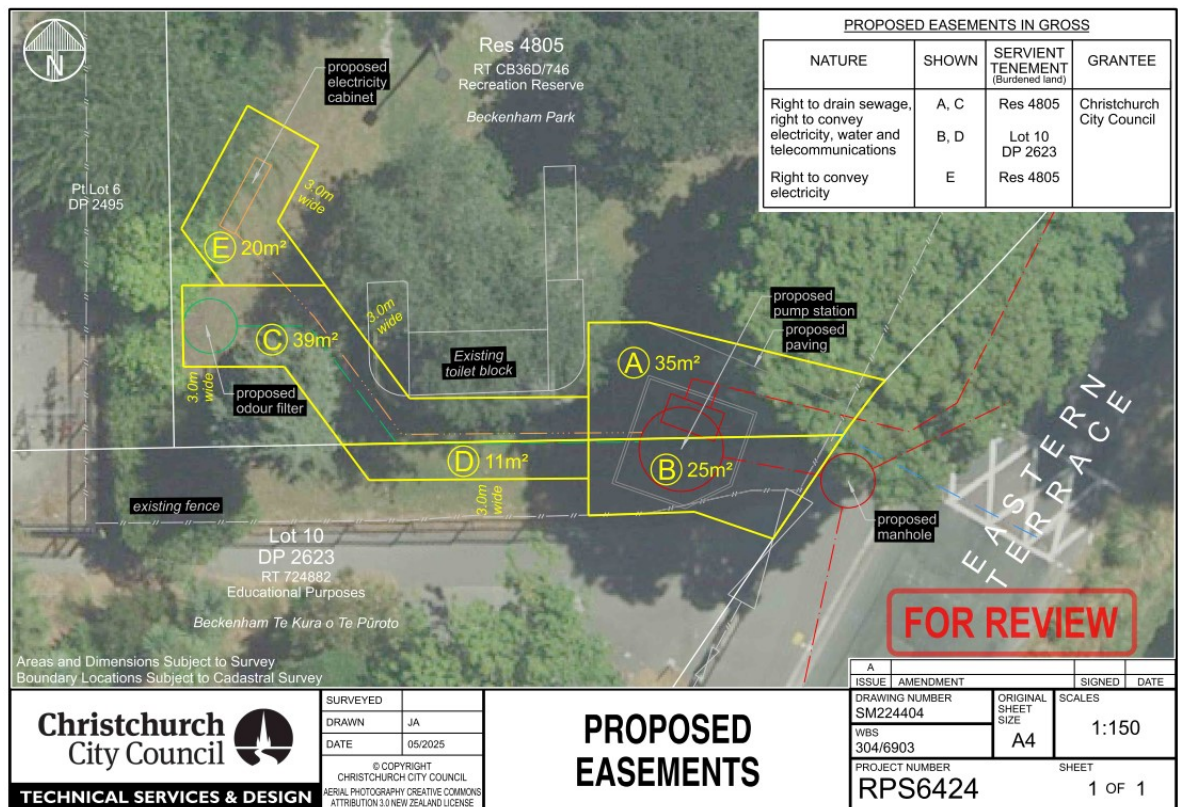 N
proposed
electricity
cabinet
Res 4805
RT CB36D/746
Recreation Reserve
Beckenham Park
PROPOSED EASEMENTS IN GROSS
NATURE
SHOWN
SERVIENT
TENEMENT
(Burdened land)
GRANTEE
Right to drain sewage,
right to convey
electricity, water and
telecommunications
A, C
Res 4805
Christchurch
City Council
B, D
Lot 10
DP 2623
Right to convey
electricity
E
Res 4805
Pt Lot 6
DP 2495
3.0m
wide
E 20m²
C 39m²
3.0m
wide
3.0m
wide
proposed
odour filter
Existing
toilet block
proposed
pump station
proposed
paving
A 35m²
B 25m²
D 11m²
3.0m
wide
existing fence
proposed
manhole
EASTERN
TERRACE
Lot 10
DP 2623
RT 724882
Educational Purposes
Beckenham Te Kura o Te Pūroto
FOR REVIEW
Areas and Dimensions Subject to Survey
Boundary Locations Subject to Cadastral Survey
Christchurch
City Council
TECHNICAL SERVICES & DESIGN
SURVEYED
DRAWN JA
DATE 05/2025
© COPYRIGHT
CHRISTCHURCH CITY COUNCIL
AERIAL PHOTOGRAPHY CREATIVE COMMONS
ATTRIBUTION 3.0 NEW ZEALAND LICENSE
PROPOSED
EASEMENTS
A
ISSUE AMENDMENT SIGNED DATE
DRAWING NUMBER
SM224404
WBS
304/6903
ORIGINAL
SHEET
SIZE
A4
SCALES
1:150
PROJECT NUMBER
RPS6424
SHEET
1 OF 1